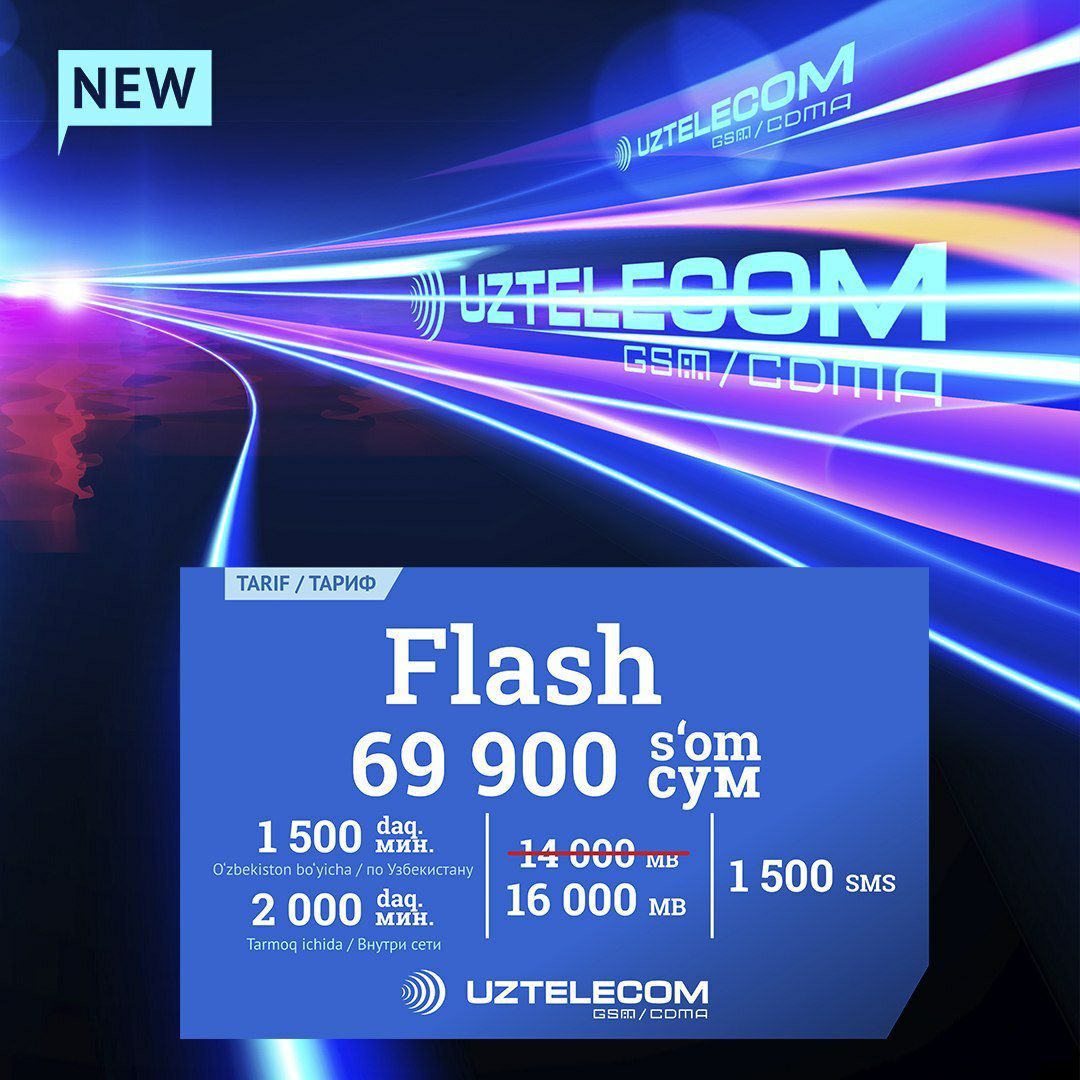 NEW
UZTELECOM
GSM/CDMA
UZTELECOM
GSM/CDMA
TARIF / ТАРИФ
Flash
69 900 s‘om
сум
1 500 daq.
мин.
O‘zbekiston bo‘yicha / по Узбекистану
2 000 daq.
мин.
Tarmoq ichida / Внутри сети
14 000 MB
16 000 MB
1 500 SMS
UZTELECOM
GSM/CDMA